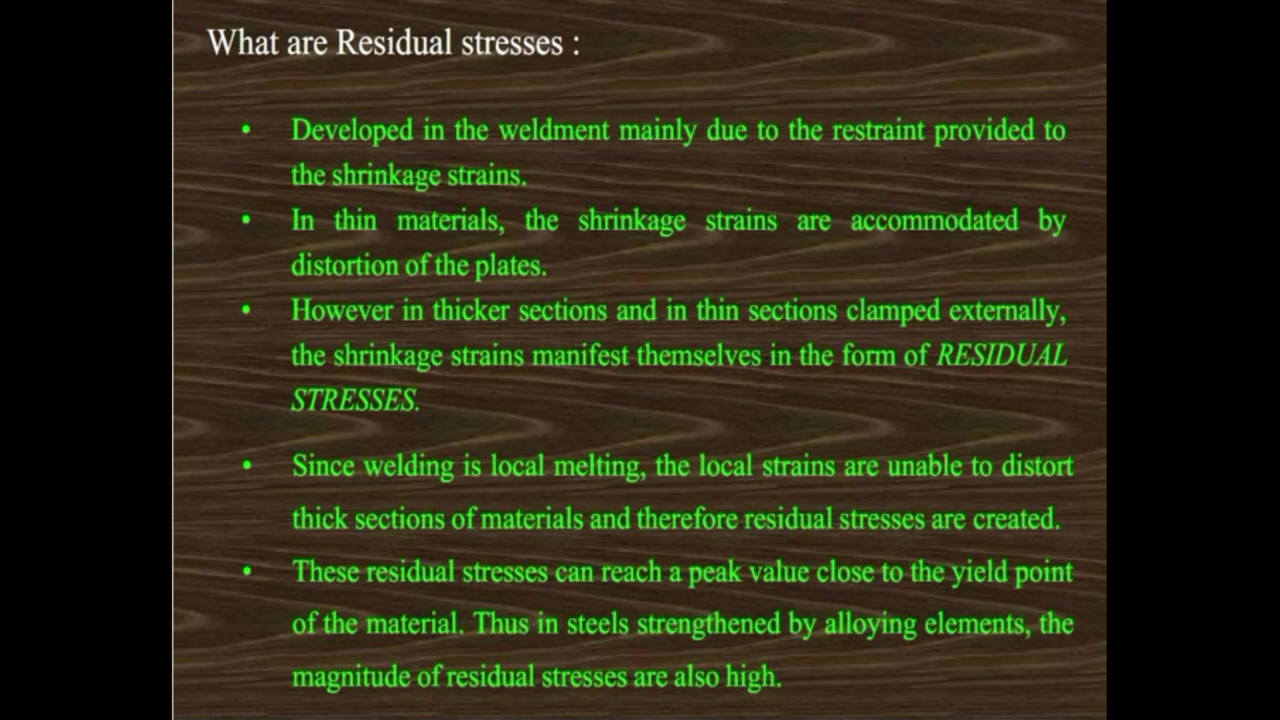 What are Residual stresses :
• Developed in the weldment mainly due to the restraint provided to
the shrinkage strains.
• In thin materials, the shrinkage strains are accommodated by
distortion of the plates.
• However in thicker sections and in thin sections clamped externally,
the shrinkage strains manifest themselves in the form of RESIDUAL
STRESSES.
• Since welding is local melting, the local strains are unable to distort
thick sections of materials and therefore residual stresses are created.
• These residual stresses can reach a peak value close to the yield point
of the material. Thus in steels strengthened by alloying elements, the
magnitude of residual stresses are also high.